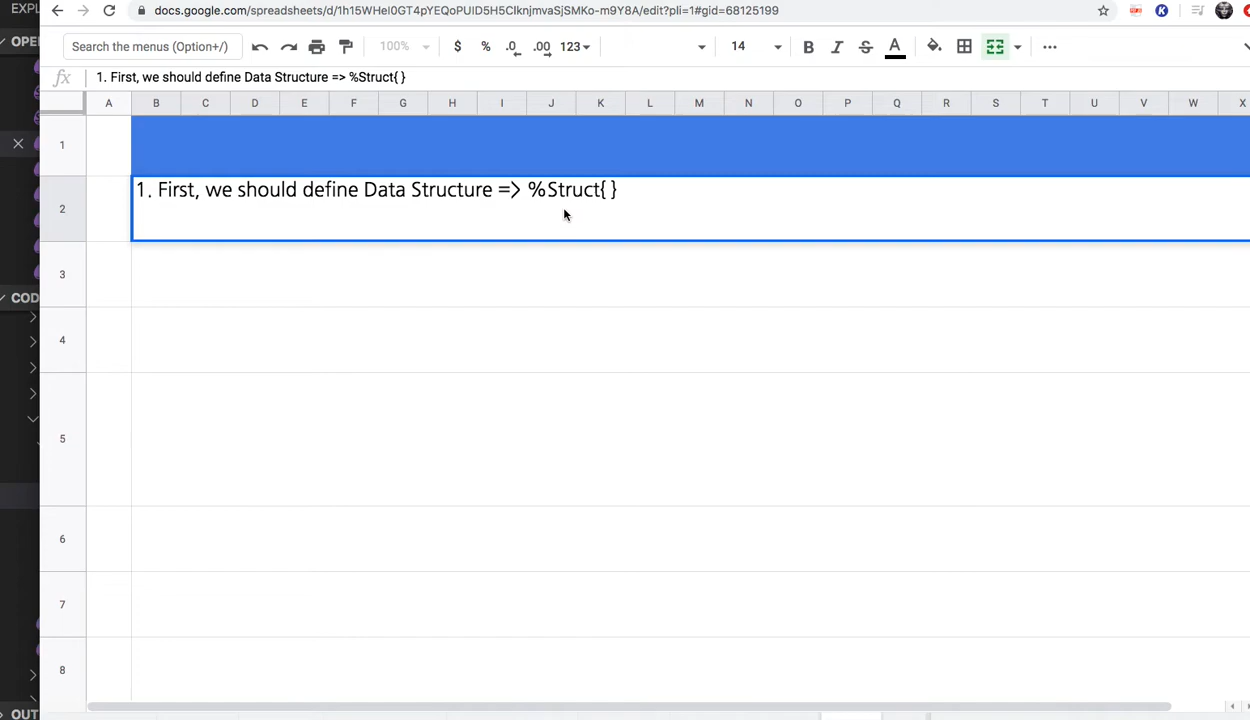 EXPL
docs.google.com/spreadsheets/d/1h15WHeI0GT4pYEQoPUID5H5CIknjmvaSjSMKo-m9Y8A/edit?pli=1#gid=68125199
OPE
Search the menus (Option+/) 100% $ % .0 .00 123 14 B I S A
fx 1. First, we should define Data Structure => %Struct{ }
A B C D E F G H I J K L M N O P Q R S T U V W X
1
2 1. First, we should define Data Structure => %Struct{ }
3
COD
4
5
6
7
8
OUT